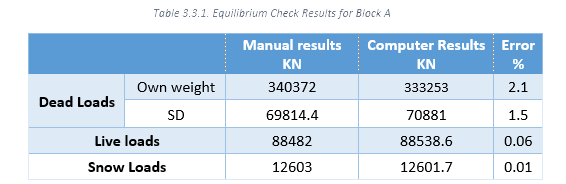 Table 3.3.1. Equilibrium Check Results for Block A
Manual results KN Computer Results KN Error %
Dead Loads Own weight 340372 333253 2.1
SD 69814.4 70881 1.5
Live loads 88482 88538.6 0.06
Snow Loads 12603 12601.7 0.01